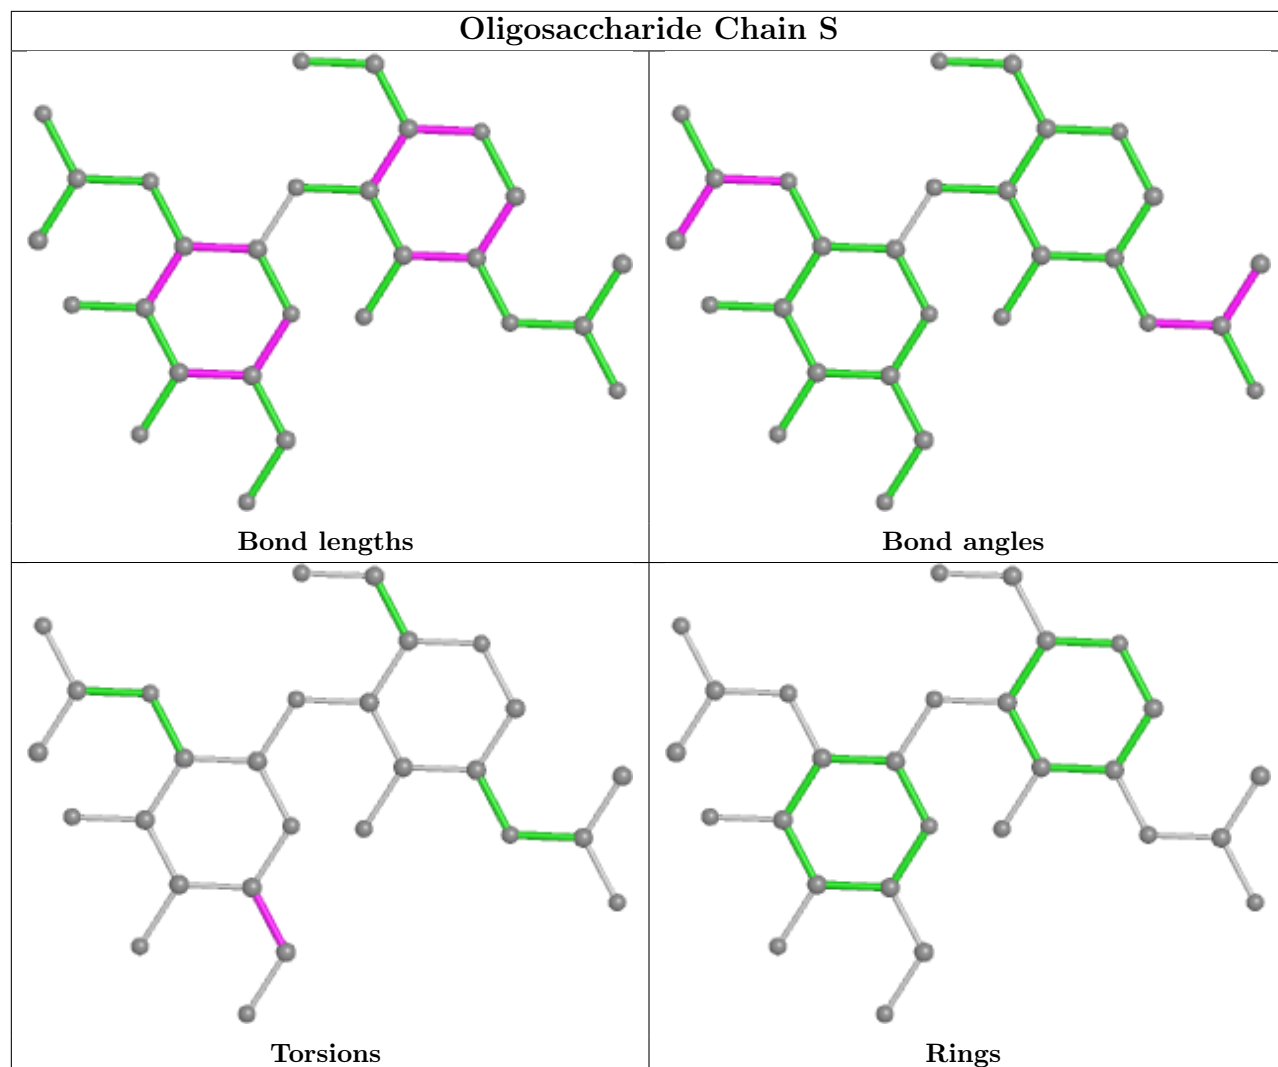 Oligosaccharide Chain S
Bond lengths
Bond angles
Torsions
Rings